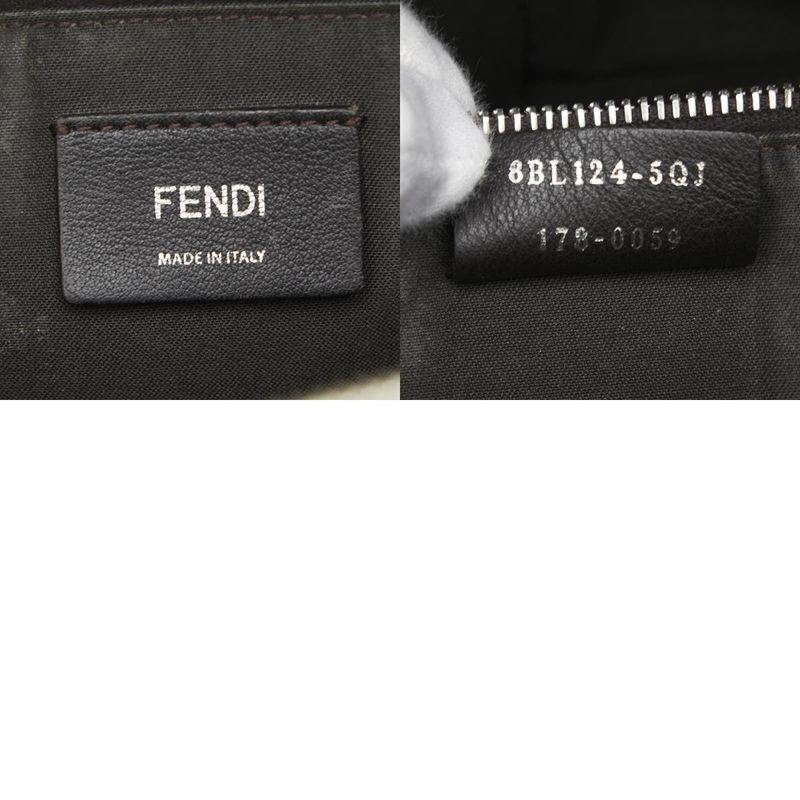 FENDI
MADE IN ITALY
8BL124-5QJ
178-0059